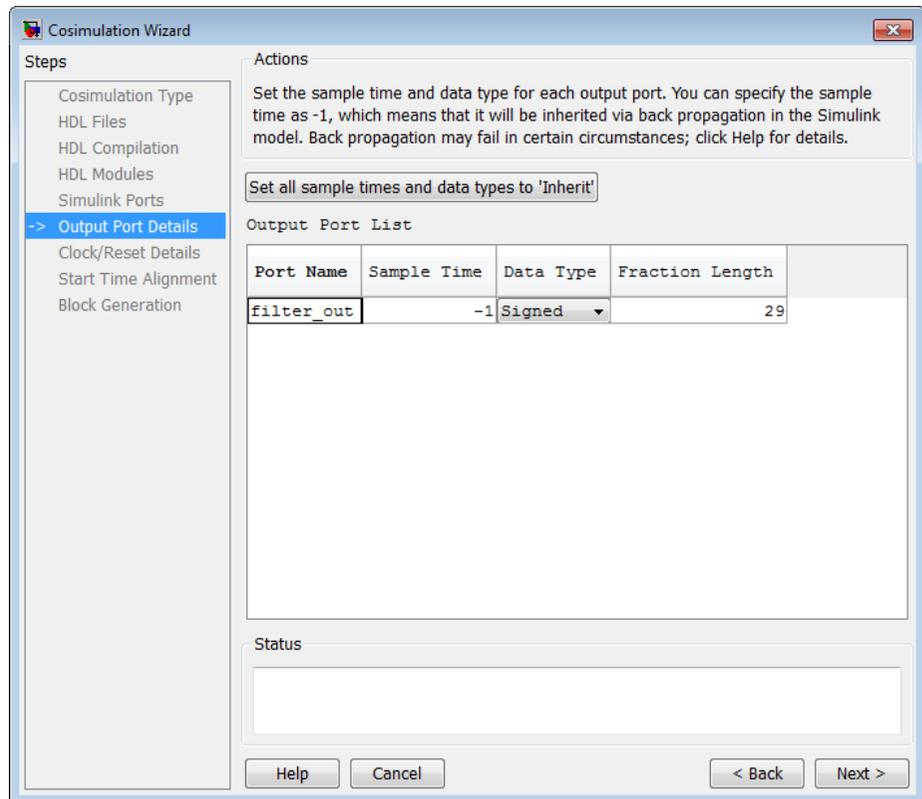 Cosimulation Wizard
Steps
Cosimulation Type
HDL Files
HDL Compilation
HDL Modules
Simulink Ports
-> Output Port Details
Clock/Reset Details
Start Time Alignment
Block Generation
Actions
Set the sample time and data type for each output port. You can specify the sample
time as -1, which means that it will be inherited via back propagation in the Simulink
model. Back propagation may fail in certain circumstances; click Help for details.
Set all sample times and data types to 'Inherit'
Output Port List
Port Name Sample Time Data Type Fraction Length
filter_out -1 Signed 29
Status
Help Cancel < Back Next >